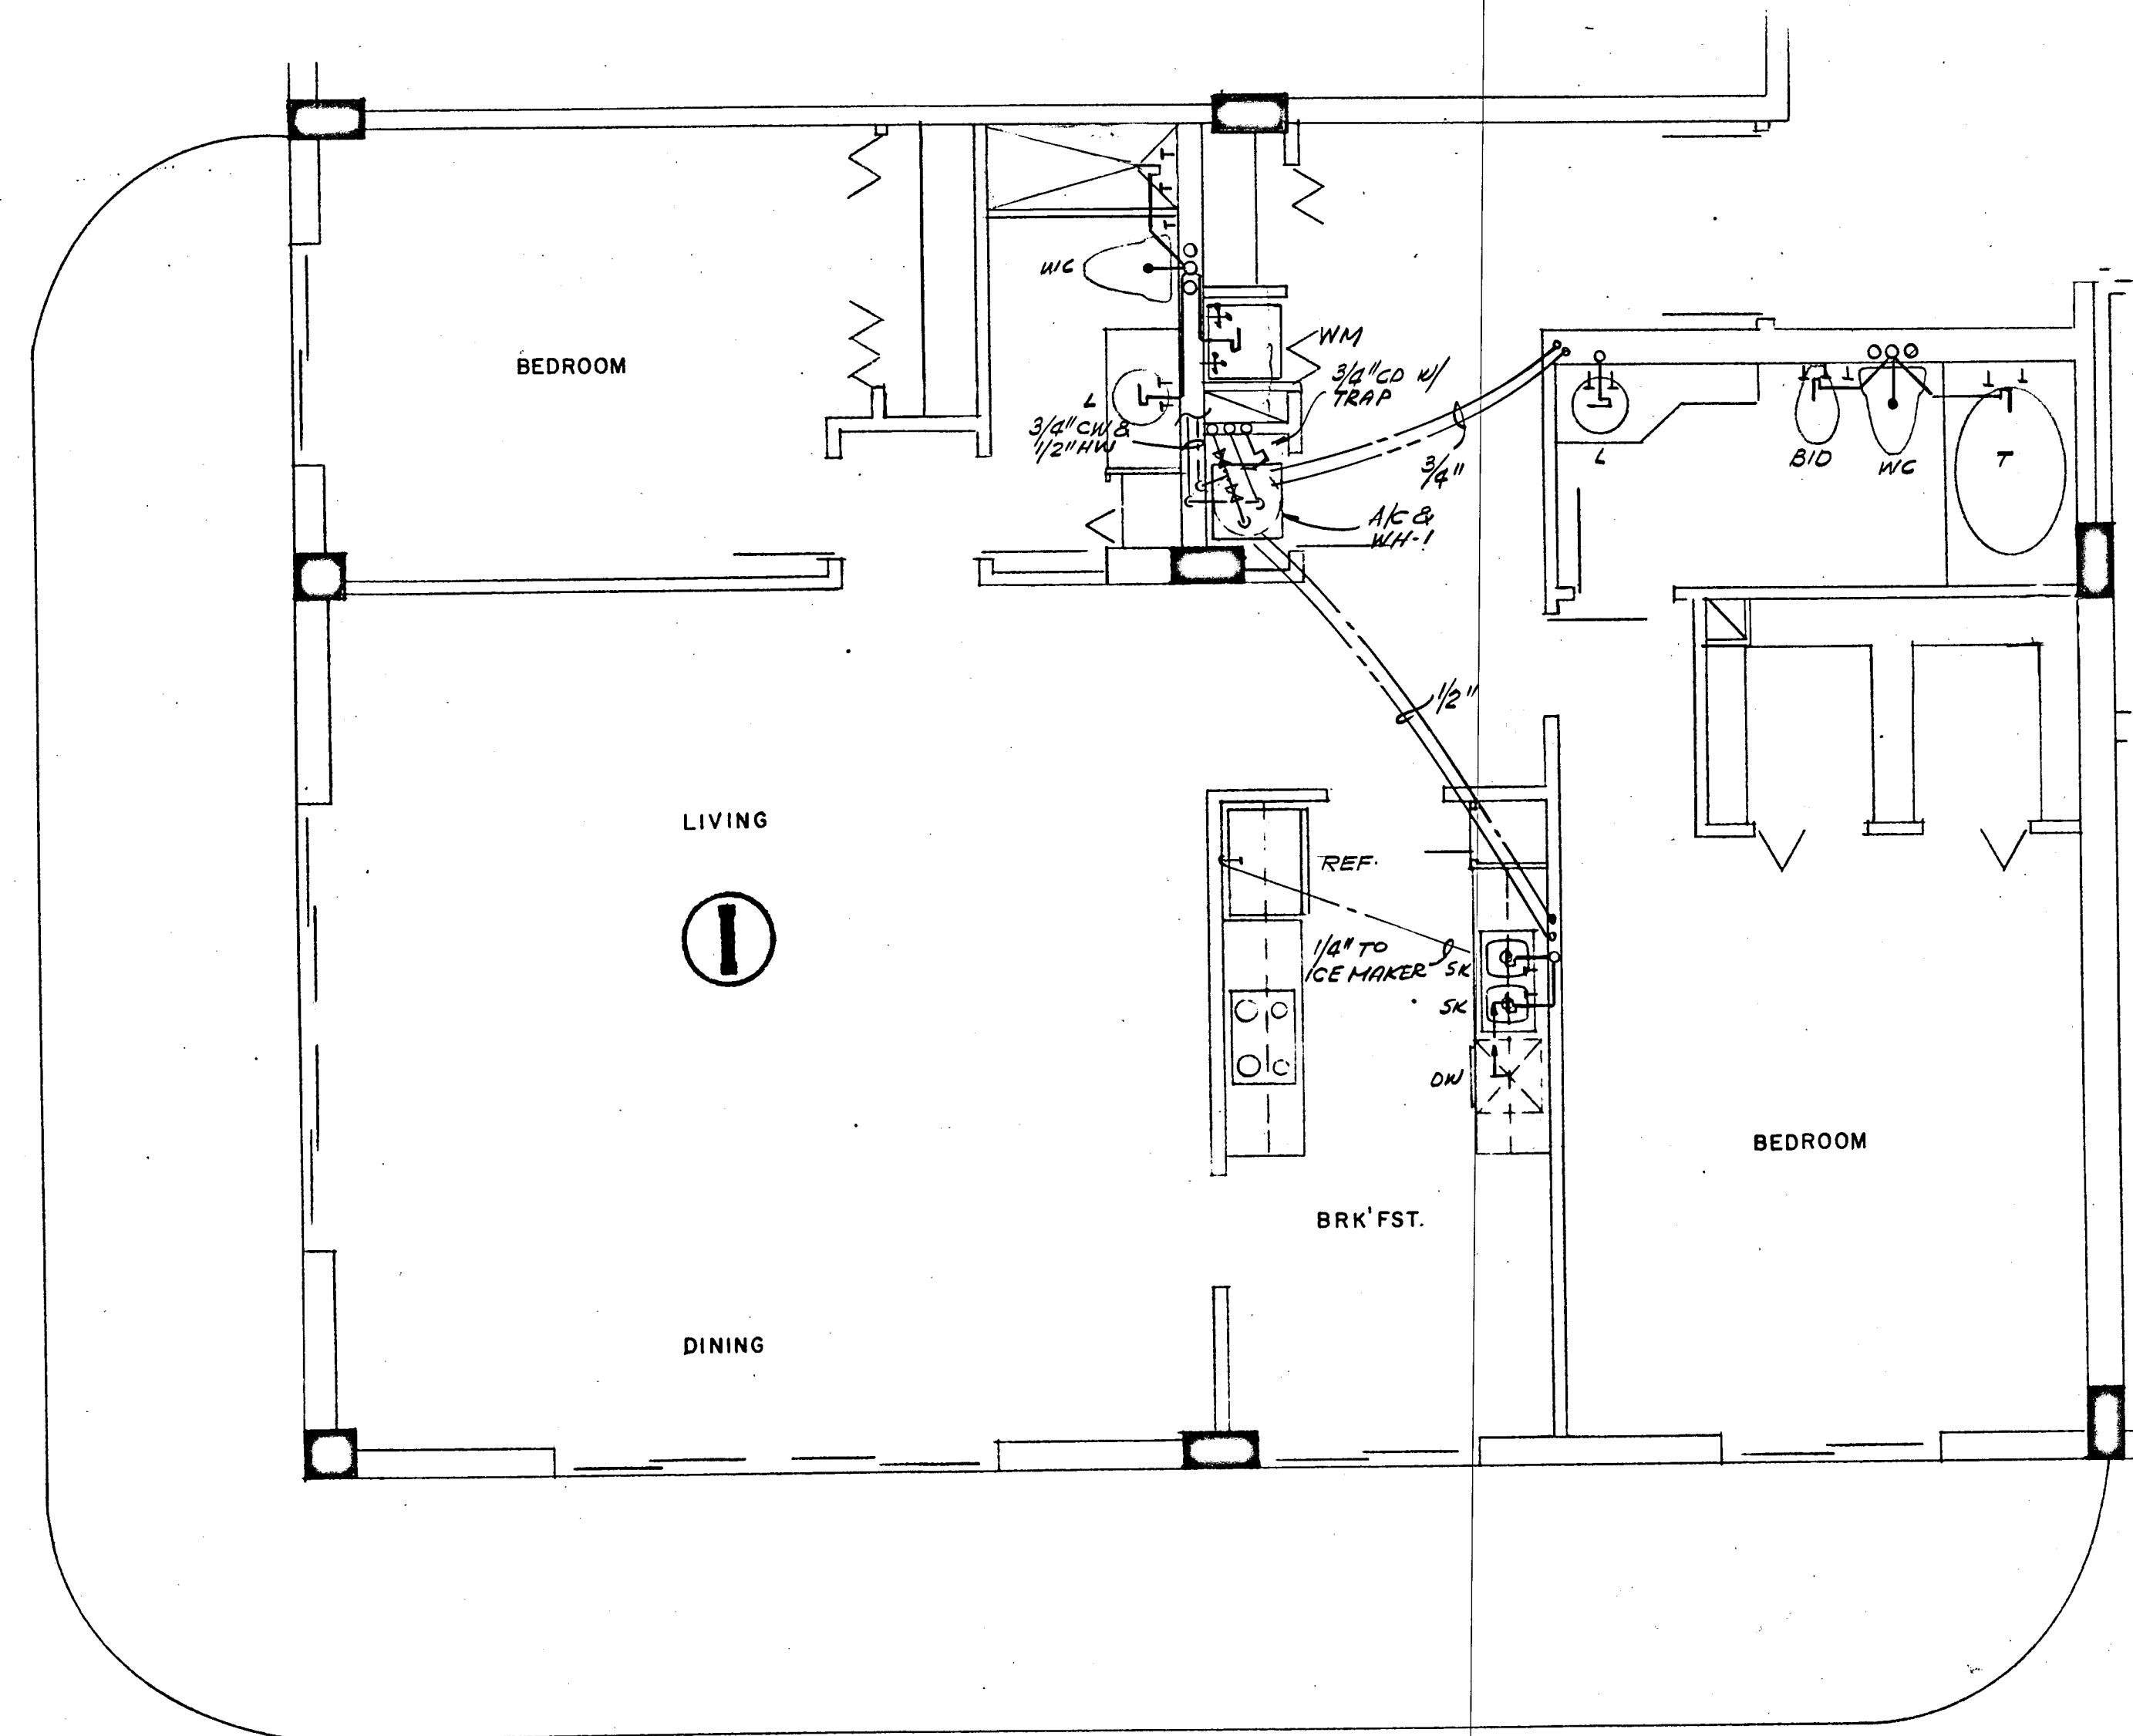 WC
BEDROOM
WM
3/4" CD W/
TRAP
L
3/4" CW &
1/2" HW
3/4"
L
BID
WC
T
A/C &
WH-1
1/2"
LIVING
REF.
I
1/4" TO
ICE MAKER
SK
SK
DW
BEDROOM
BRK'FST.
DINING